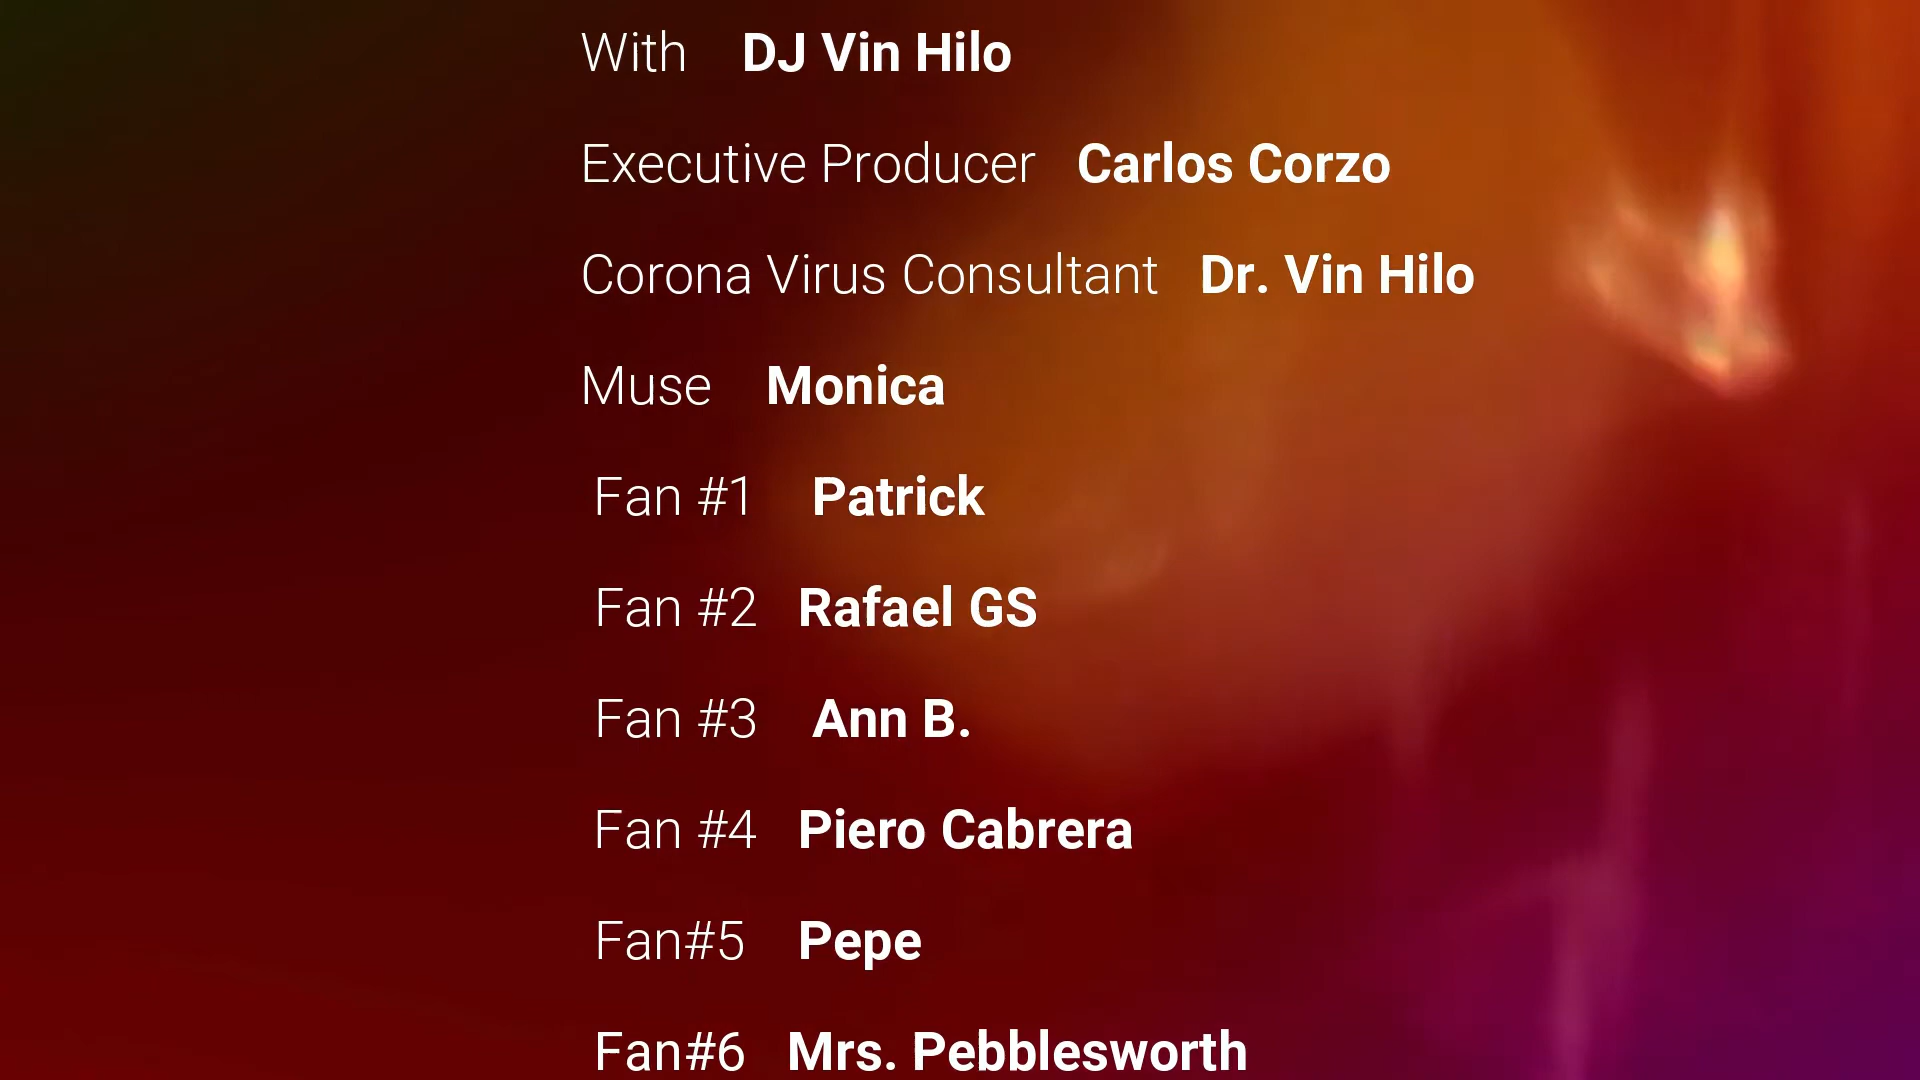 With DJ Vin Hilo
Executive Producer Carlos Corzo
Corona Virus Consultant Dr. Vin Hilo
Muse Monica
Fan #1 Patrick
Fan #2 Rafael GS
Fan #3 Ann B.
Fan #4 Piero Cabrera
Fan#5 Pepe
Fan#6 Mrs. Pebblesworth